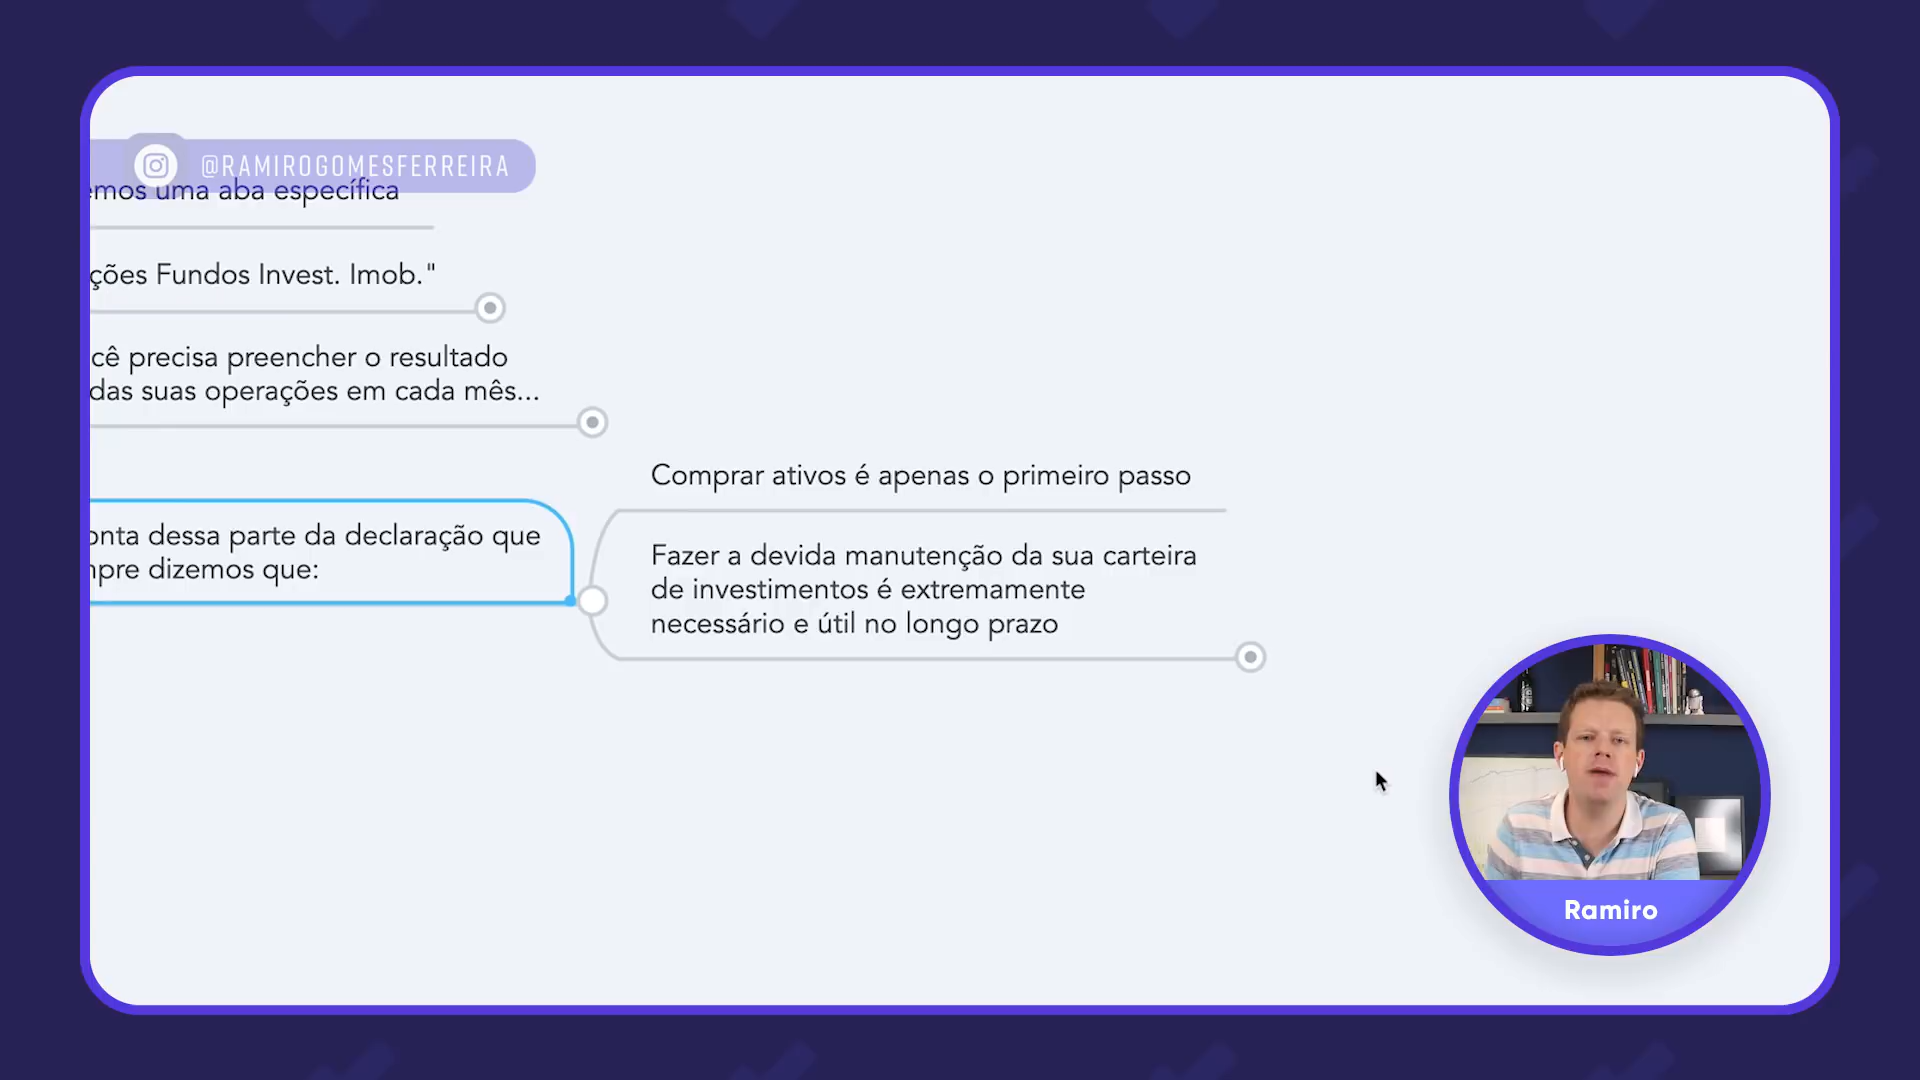 @RAMIROGOMESFERREIRA
emos uma aba específica
ções Fundos Invest. Imob."
cê precisa preencher o resultado
das suas operações em cada mês...
Comprar ativos é apenas o primeiro passo
onta dessa parte da declaração que
npre dizemos que:
Fazer a devida manutenção da sua carteira
de investimentos é extremamente
necessário e útil no longo prazo
Ramiro